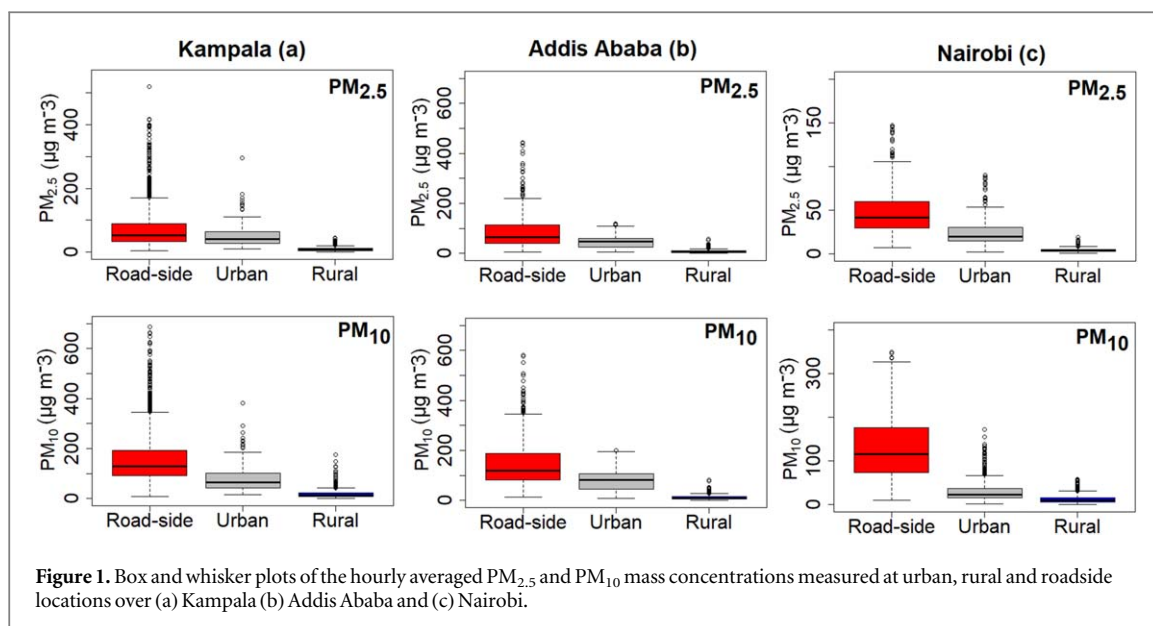 Kampala (a)
Addis Ababa (b)
Nairobi (c)
PM2.5
PM2.5 (µg m−3)
0
200
400
Road-side
Urban
Rural
PM2.5
PM2.5 (µg m−3)
0
200
400
600
Road-side
Urban
Rural
PM2.5
PM2.5 (µg m−3)
0
50
150
Road-side
Urban
Rural
PM10
PM10 (µg m−3)
0
200
400
600
Road-side
Urban
Rural
PM10
PM10 (µg m−3)
0
200
400
600
Road-side
Urban
Rural
PM10
PM10 (µg m−3)
0
100
300
Road-side
Urban
Rural
Figure 1. Box and whisker plots of the hourly averaged PM2.5 and PM10 mass concentrations measured at urban, rural and roadside
locations over (a) Kampala (b) Addis Ababa and (c) Nairobi.